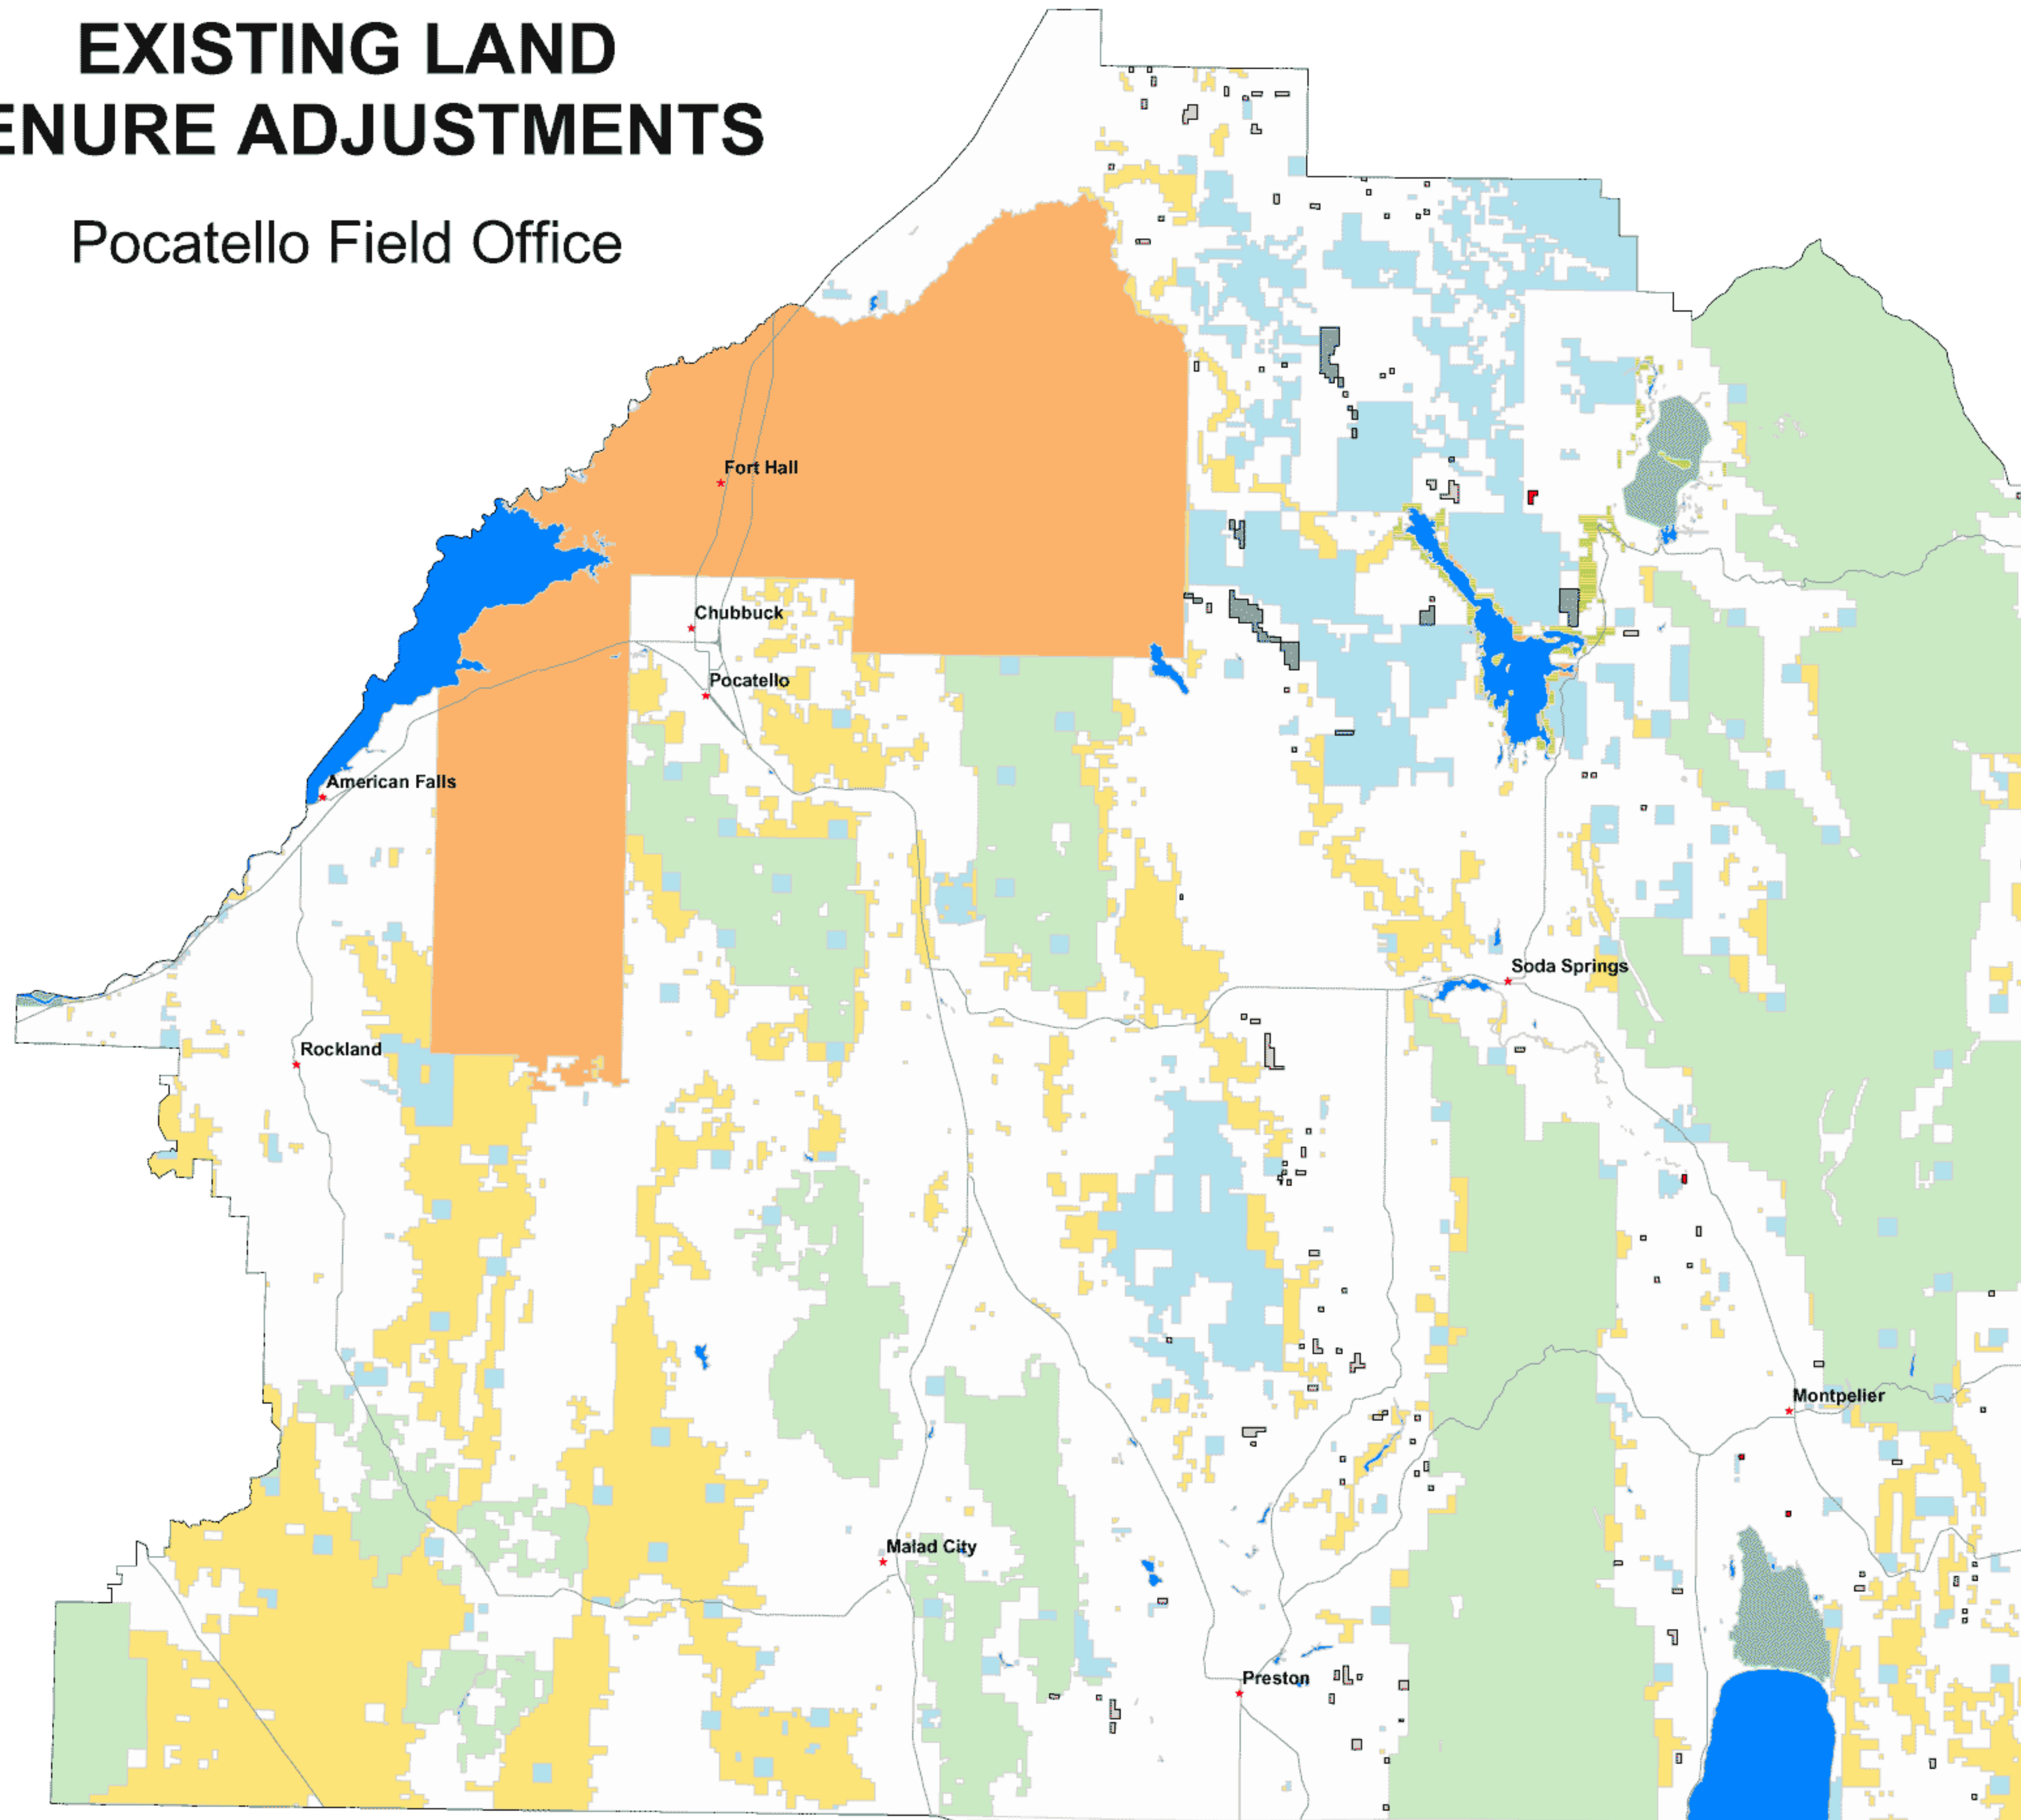 EXISTING LAND
ENURE ADJUSTMENTS
Pocatello Field Office
Fort Hall
Chubbuck
Pocatello
American Falls
Soda Springs
Rockland
Montpelier
Malad City
Preston